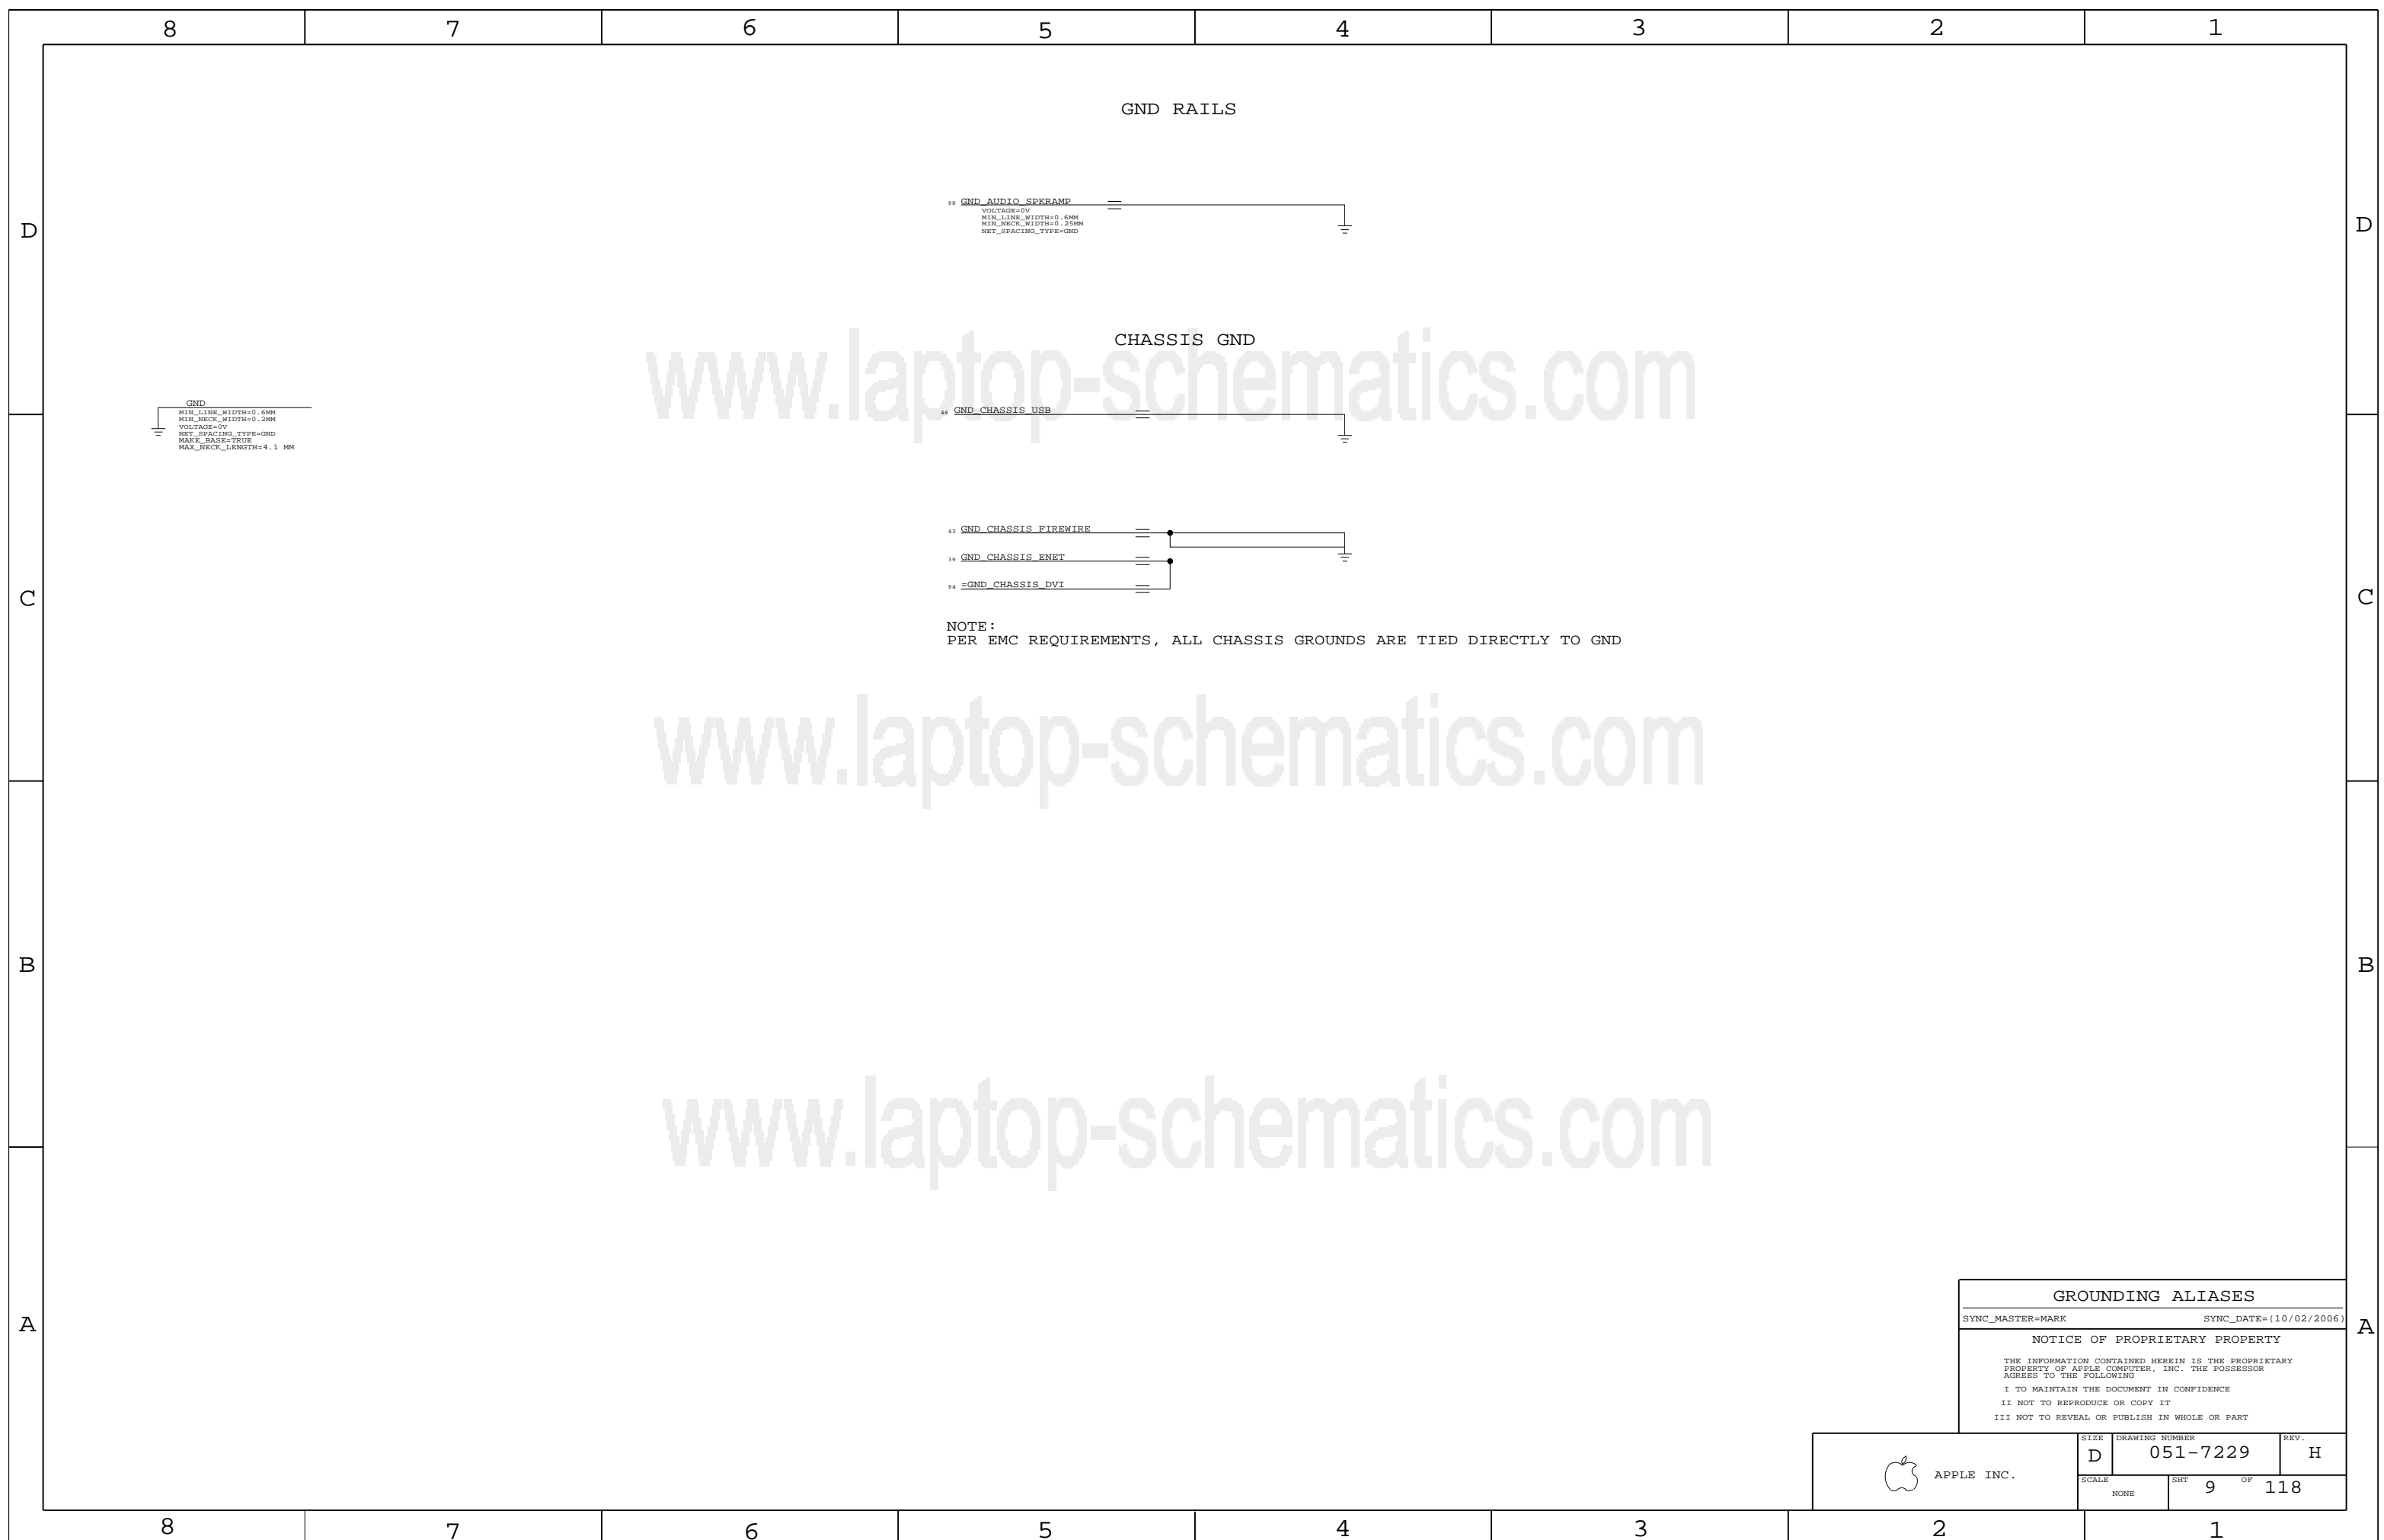 8 7 6 5 4 3 2 1
GND RAILS
98 GND_AUDIO_SPKRAMP
VOLTAGE=0V
MIN_LINE_WIDTH=0.6MM
MIN_NECK_WIDTH=0.25MM
NET_SPACING_TYPE=GND
D D
CHASSIS GND
www.laptop-schematics.com
GND
MIN_LINE_WIDTH=0.6MM
MIN_NECK_WIDTH=0.2MM
VOLTAGE=0V
NET_SPACING_TYPE=GND
MAKE_BASE=TRUE
MAX_NECK_LENGTH=4.1 MM
46 GND_CHASSIS_USB
43 GND_CHASSIS_FIREWIRE
39 GND_CHASSIS_ENET
94 =GND_CHASSIS_DVI
C C
NOTE:
PER EMC REQUIREMENTS, ALL CHASSIS GROUNDS ARE TIED DIRECTLY TO GND
www.laptop-schematics.com
B B
www.laptop-schematics.com
A A
GROUNDING ALIASES
SYNC_MASTER=MARK SYNC_DATE=(10/02/2006)
NOTICE OF PROPRIETARY PROPERTY
THE INFORMATION CONTAINED HEREIN IS THE PROPRIETARY
PROPERTY OF APPLE COMPUTER, INC. THE POSSESSOR
AGREES TO THE FOLLOWING
I TO MAINTAIN THE DOCUMENT IN CONFIDENCE
II NOT TO REPRODUCE OR COPY IT
III NOT TO REVEAL OR PUBLISH IN WHOLE OR PART
APPLE INC.
SIZE DRAWING NUMBER REV.
D 051-7229 H
SCALE SHT OF
NONE 9 118
8 7 6 5 4 3 2 1